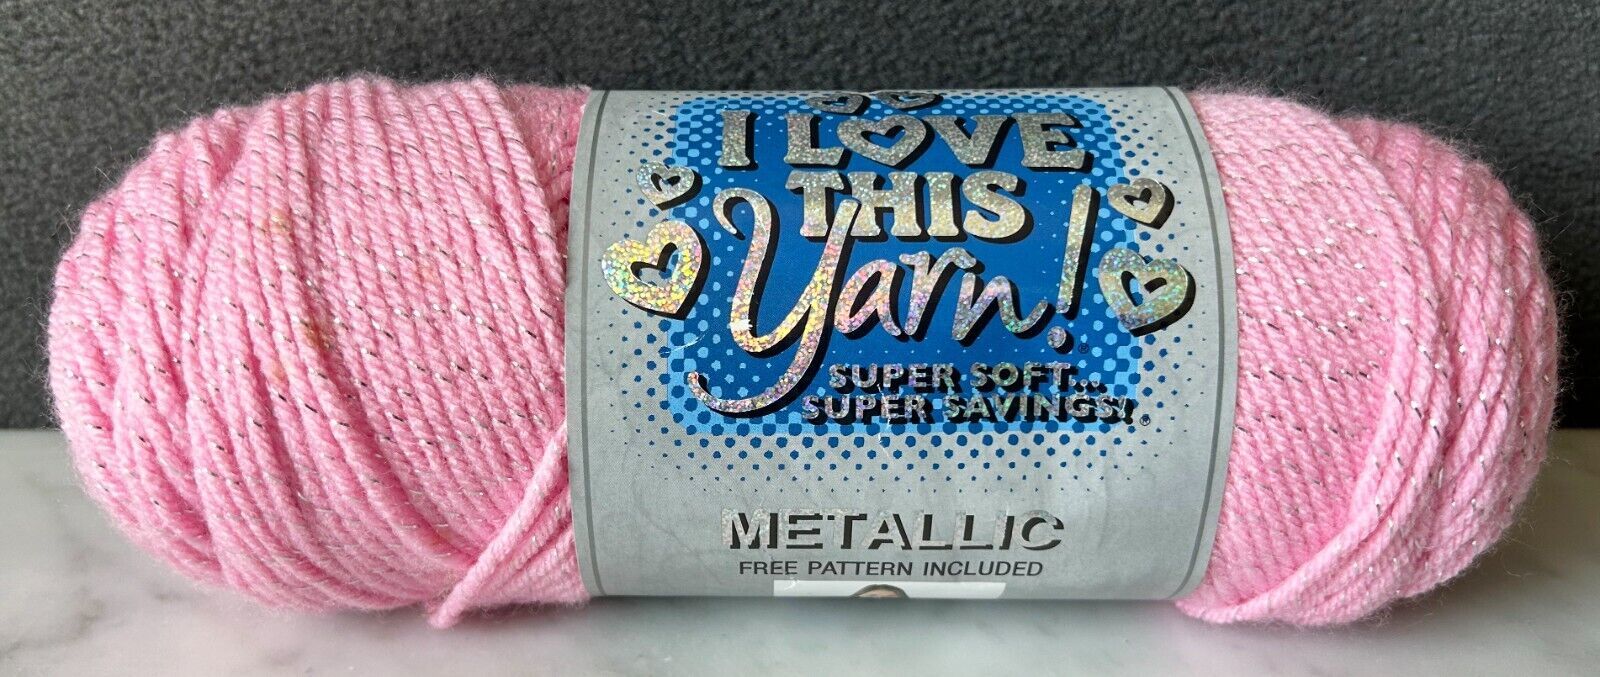 I LOVE
THIS
Yarn!®
SUPER SOFT...
SUPER SAVINGS!®
METALLIC
FREE PATTERN INCLUDED